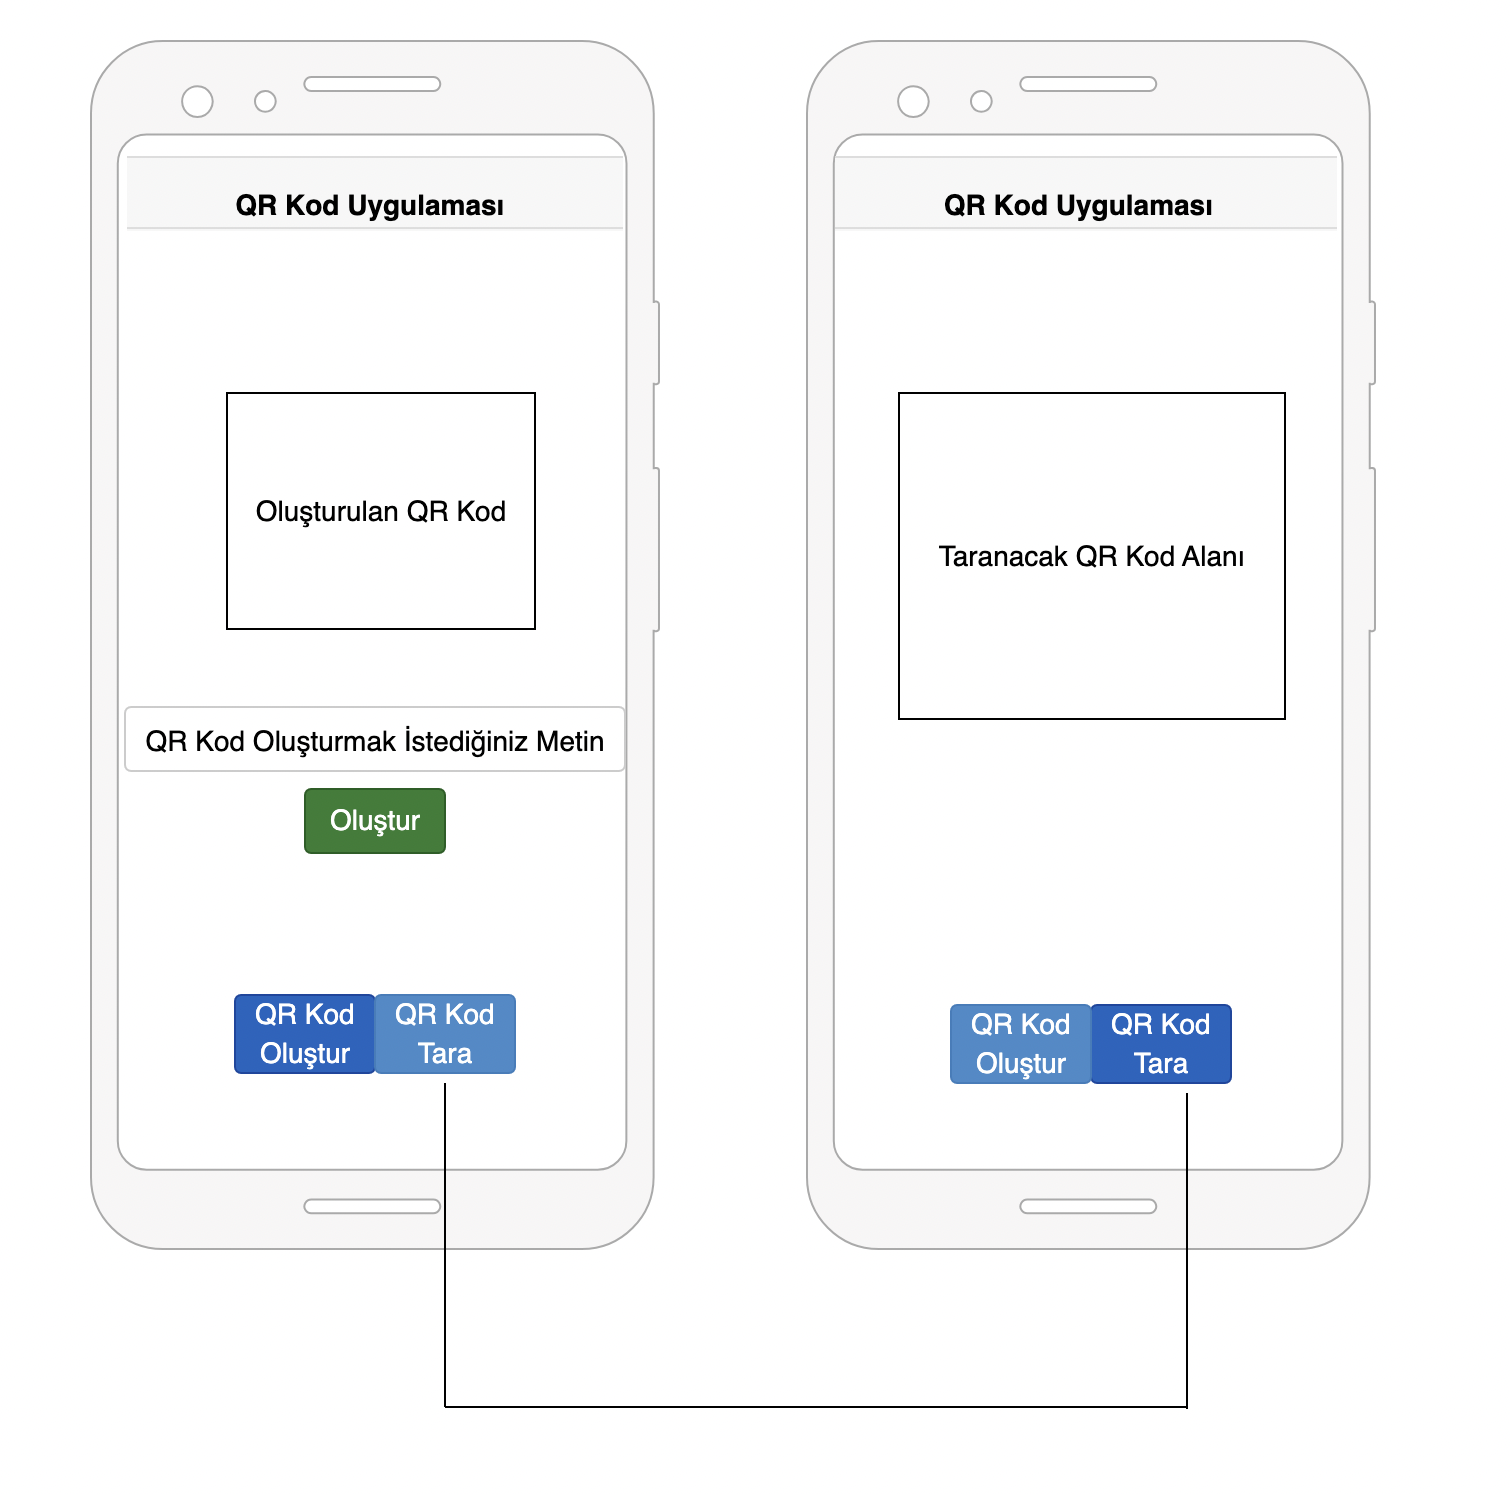 QR Kod Uygulaması
Oluşturulan QR Kod
QR Kod Oluşturmak İstediğiniz Metin
Oluştur
QR Kod
Oluştur
QR Kod
Tara
QR Kod Uygulaması
Taranacak QR Kod Alanı
QR Kod
Oluştur
QR Kod
Tara